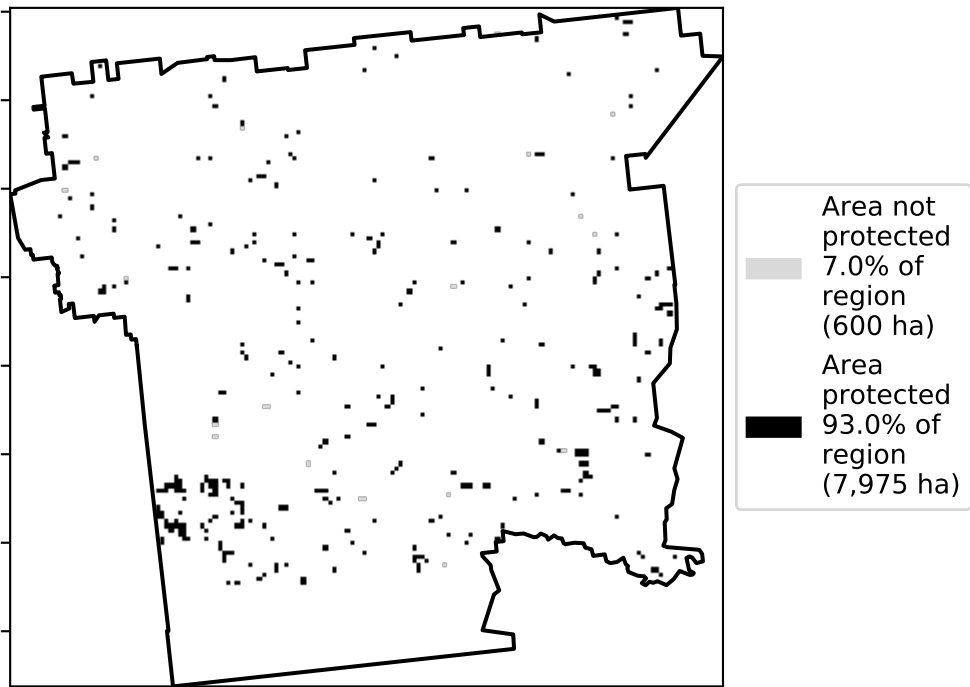 Area not
protected
7.0% of
region
(600 ha)
Area
protected
93.0% of
region
(7,975 ha)